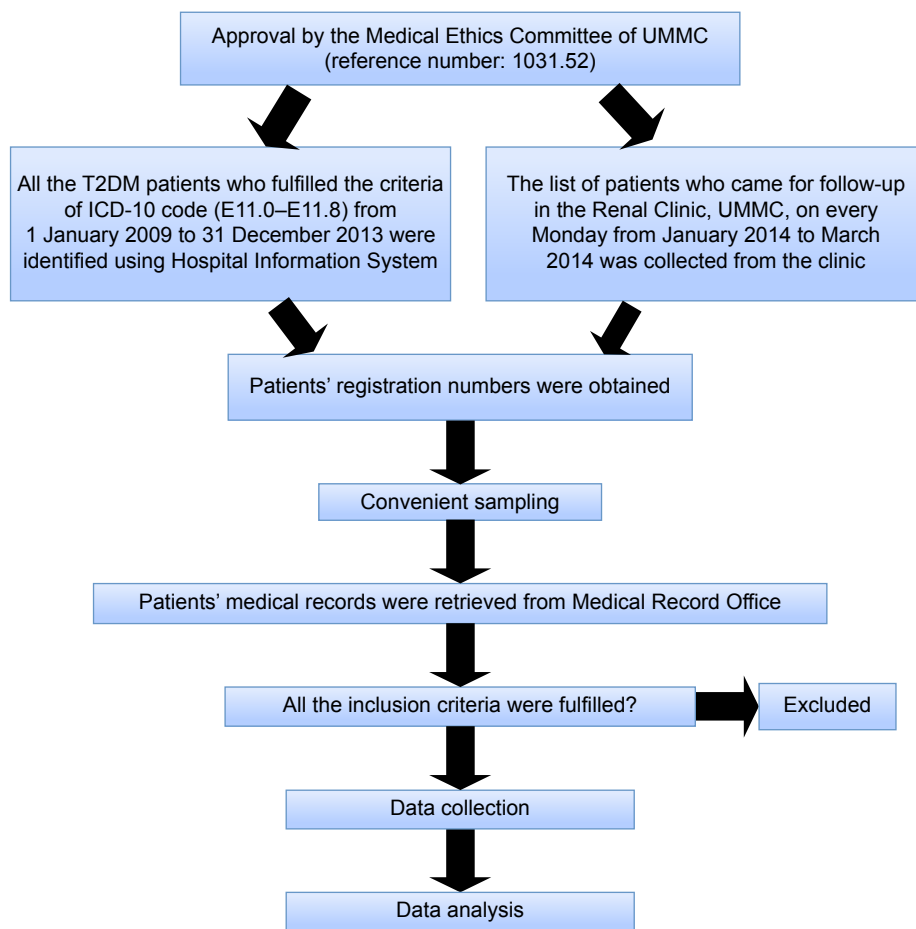 Approval by the Medical Ethics Committee of UMMC
(reference number: 1031.52)
All the T2DM patients who fulfilled the criteria
of ICD-10 code (E11.0–E11.8) from
1 January 2009 to 31 December 2013 were
identified using Hospital Information System
The list of patients who came for follow-up
in the Renal Clinic, UMMC, on every
Monday from January 2014 to March
2014 was collected from the clinic
Patients’ registration numbers were obtained
Convenient sampling
Patients’ medical records were retrieved from Medical Record Office
All the inclusion criteria were fulfilled?
Excluded
Data collection
Data analysis